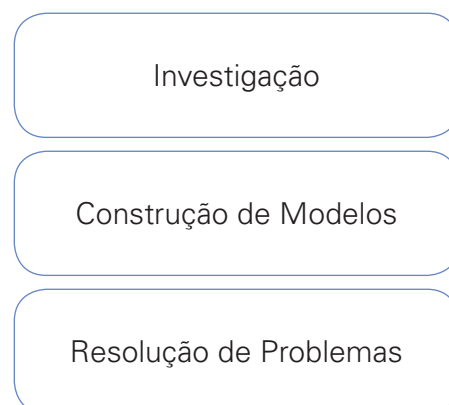 Investigação
Construção de Modelos
Resolução de Problemas